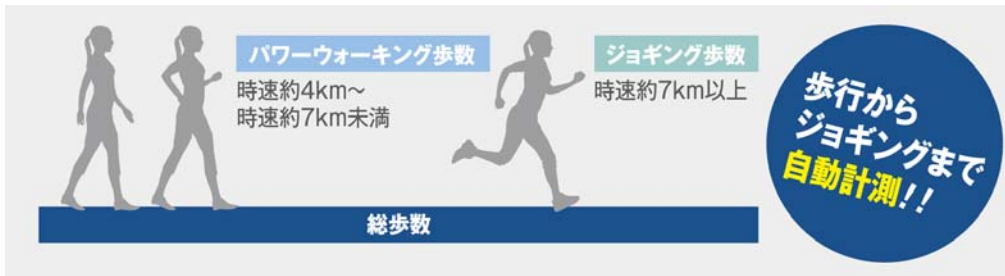 パワーウォーキング歩数
時速約4km～
時速約7km未満
ジョギング歩数
時速約7km以上
歩行から
ジョギングまで
自動計測!!
総歩数